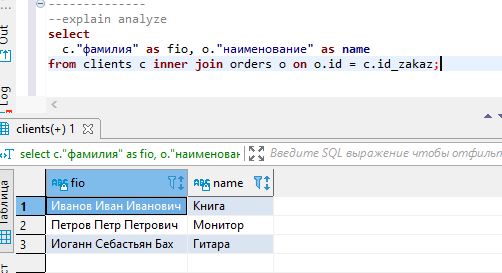 --------------
--explain analyze
select
c."фамилия" as fio, o."наименование" as name
from clients c inner join orders o on o.id = c.id_zakaz;
Out
Log
clients(+) 1
select c."фамилия" as fio, o."наименова
Введите SQL выражение чтобы отфильт
Таблица
fio name
1 Иванов Иван Иванович Книга
2 Петров Петр Петрович Монитор
3 Иоганн Себастьян Бах Гитара